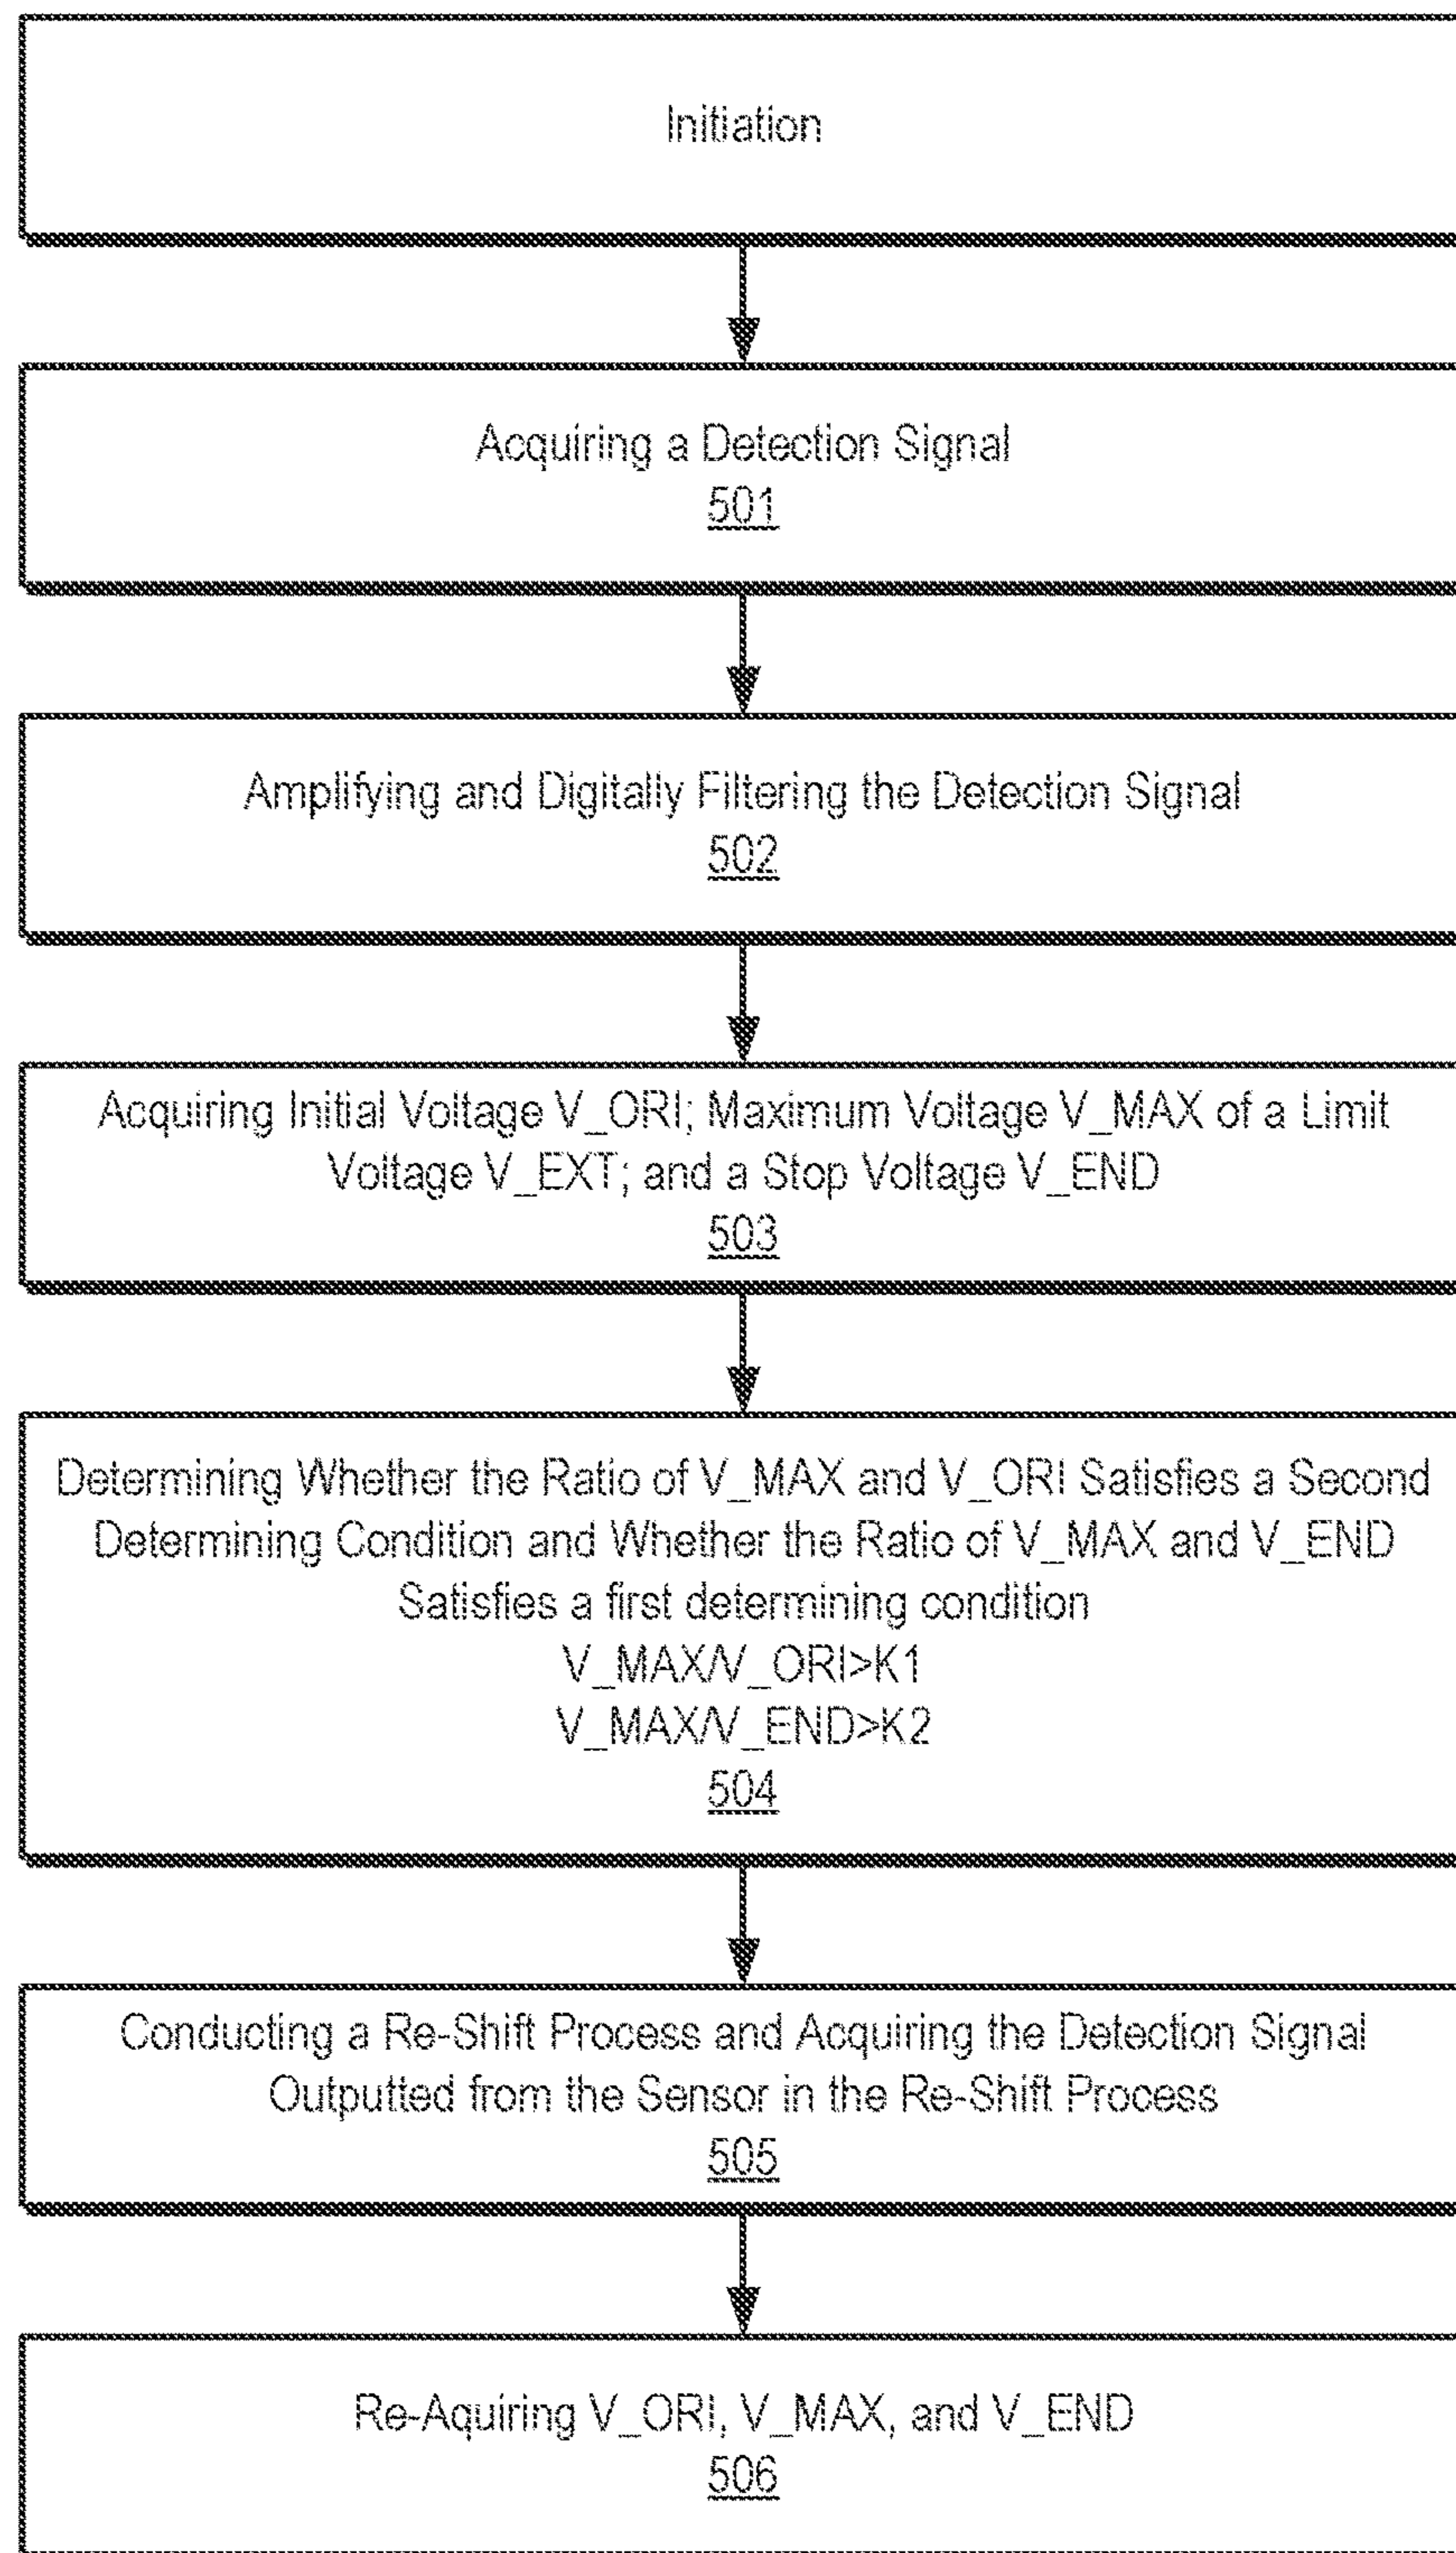 Initiation
Acquiring a Detection Signal
501
Amplifying and Digitally Filtering the Detection Signal
502
Acquiring Initial Voltage V_ORI; Maximum Voltage V_MAX of a Limit
Voltage V_EXT; and a Stop Voltage V_END
503
Determining Whether the Ratio of V_MAX and V_ORI Satisfies a Second
Determining Condition and Whether the Ratio of V_MAX and V_END
Satisfies a first determining condition
V_MAX/V_ORI>K1
V_MAX/V_END>K2
504
Conducting a Re-Shift Process and Acquiring the Detection Signal
Outputted from the Sensor in the Re-Shift Process
505
Re-Aquiring V_ORI, V_MAX, and V_END
506